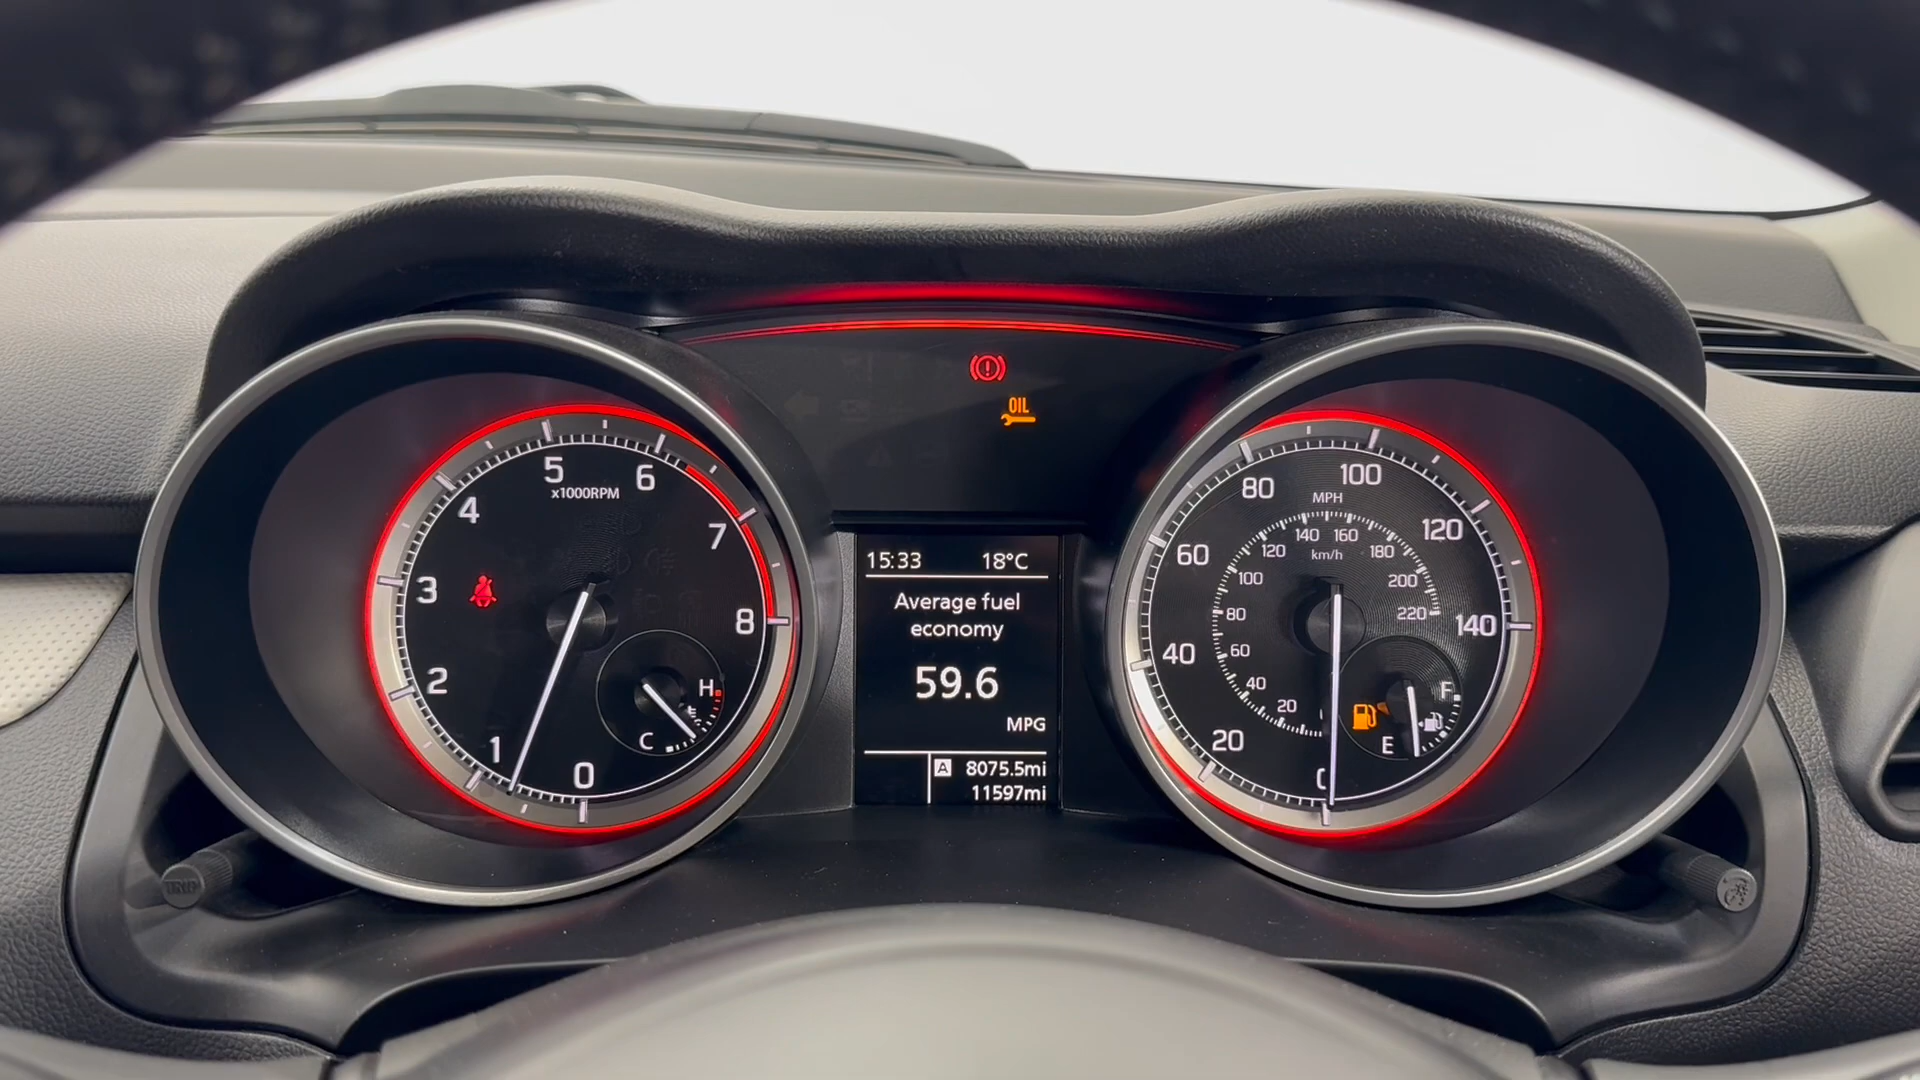 OIL
5
6
x1000RPM
4
7
3
8
2
1
0
H
C
15:33 18°C
Average fuel
economy
59.6
MPG
A 8075.5mi
11597mi
80
100
MPH
120
60
140 160
120
km/h
180
100
200
80
220
140
40
60
40
20
20
0
F
E